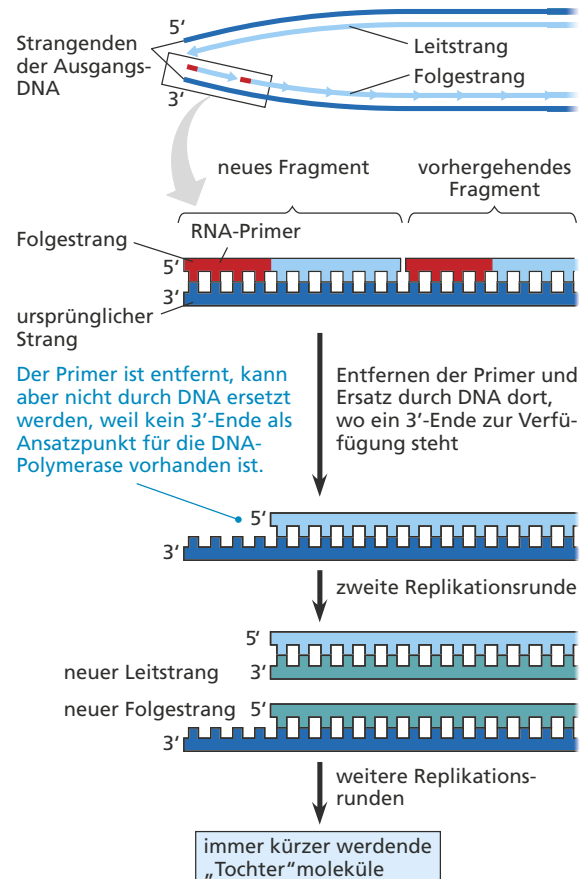 5‘
Strangenden
der Ausgangs-
DNA
3‘
Leitstrang
Folgestrang
neues Fragment
vorhergehendes
Fragment
Folgestrang
RNA-Primer
5‘
3‘
ursprünglicher
Strang
Der Primer ist entfernt, kann
aber nicht durch DNA ersetzt
werden, weil kein 3’-Ende als
Ansatzpunkt für die DNA-
Polymerase vorhanden ist.
Entfernen der Primer und
Ersatz durch DNA dort,
wo ein 3’-Ende zur Verfü-
fügung steht
5‘
3‘
zweite Replikationsrunde
5‘
neuer Leitstrang 3‘
neuer Folgestrang 5‘
3‘
weitere Replikations-
runden
immer kürzer werdende
„Tochter“moleküle